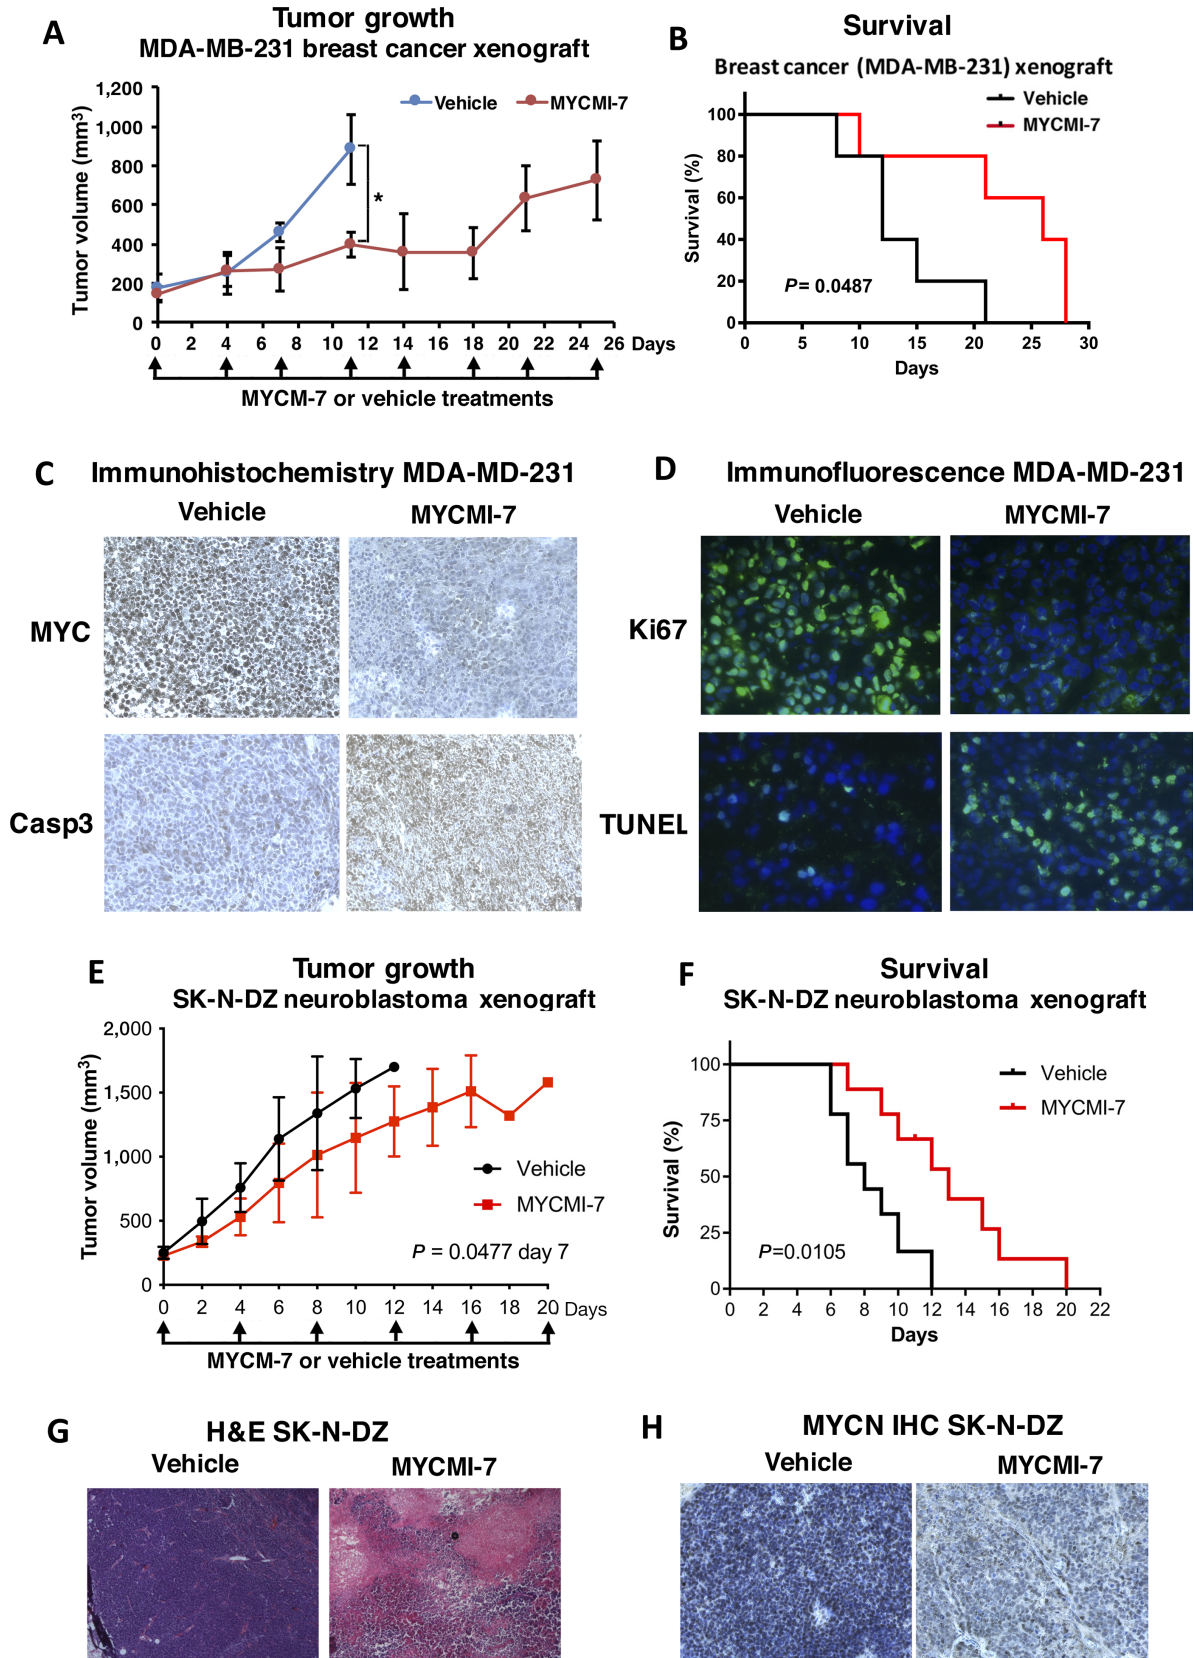 A
Tumor growth
MDA-MB-231 breast cancer xenograft
1,200
1,000
800
600
400
200
0
Tumor volume (mm3)
Vehicle
MYCMI-7
*
0 2 4 6 8 10 12 14 16 18 20 22 24 26 Days
MYCM-7 or vehicle treatments
B
Survival
Breast cancer (MDA-MB-231) xenograft
Vehicle
MYCMI-7
100
80
60
40
20
0
Survival (%)
P= 0.0487
0 5 10 15 20 25 30
Days
C
Immunohistochemistry MDA-MD-231
Vehicle
MYCMI-7
MYC
Casp3
D
Immunofluorescence MDA-MD-231
Vehicle
MYCMI-7
Ki67
TUNEL
E
Tumor growth
SK-N-DZ neuroblastoma xenograft
2,000
1,500
1,000
500
0
Tumor volume (mm3)
Vehicle
MYCMI-7
P = 0.0477 day 7
0 2 4 6 8 10 12 14 16 18 20 Days
MYCM-7 or vehicle treatments
F
Survival
SK-N-DZ neuroblastoma xenograft
Vehicle
MYCMI-7
100
75
50
25
0
Survival (%)
P=0.0105
0 2 4 6 8 10 12 14 16 18 20 22
Days
G
H&E SK-N-DZ
Vehicle
MYCMI-7
H
MYCN IHC SK-N-DZ
Vehicle
MYCMI-7